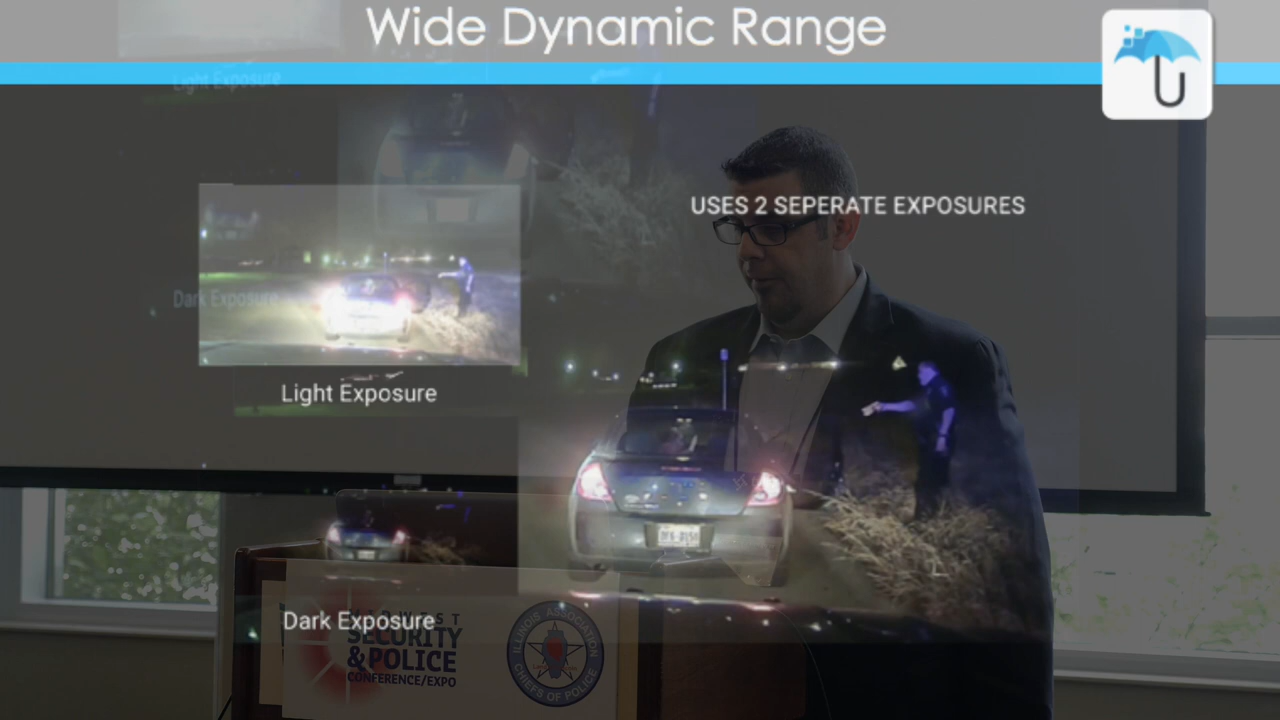 Wide Dynamic Range
Light Exposure
USES 2 SEPERATE EXPOSURES
Dark Exposure
Light Exposure
Dark Exposure
MIDWEST
SECURITY
&POLICE
CONFERENCE/EXPO
ILLINOIS ASSOCIATION
CHIEFS OF POLICE